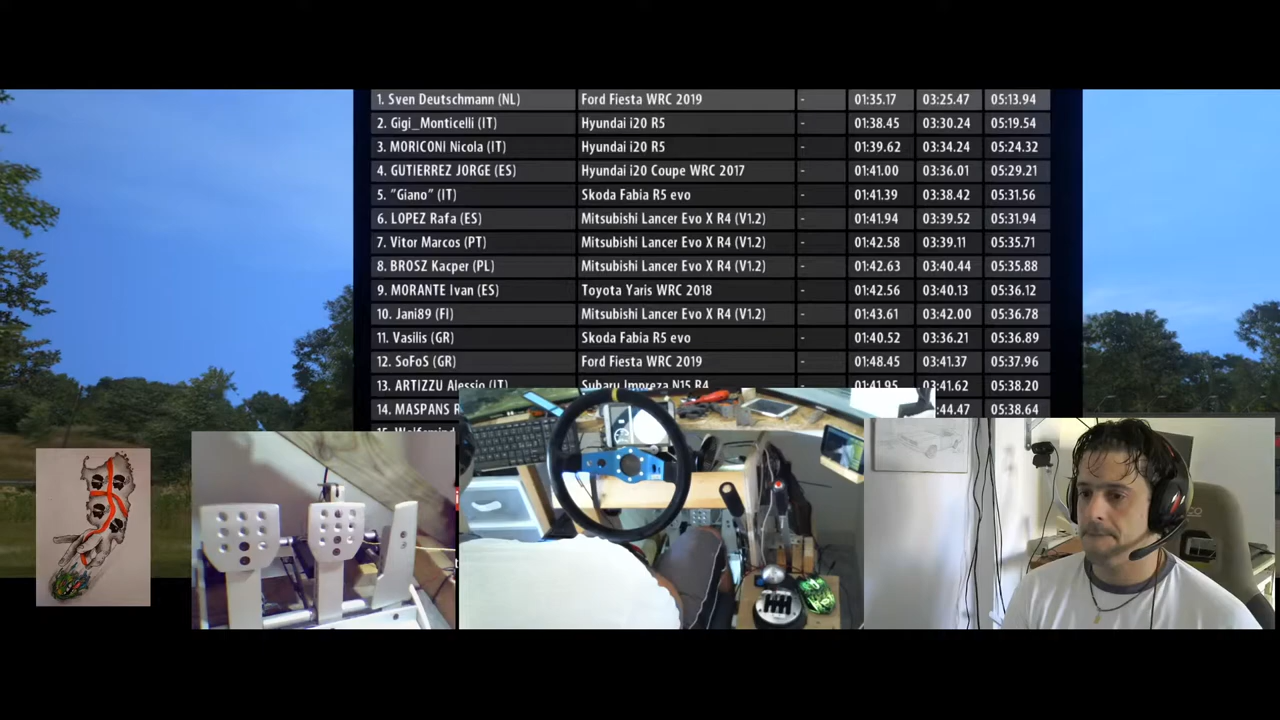 1. Sven Deutschmann (NL) Ford Fiesta WRC 2019 - 01:35.17 03:25.47 05:13.94
2. Gigi_Monticelli (IT) Hyundai i20 R5 - 01:38.45 03:30.24 05:19.54
3. MORICONI Nicola (IT) Hyundai i20 R5 - 01:39.62 03:34.24 05:24.32
4. GUTIERREZ JORGE (ES) Hyundai i20 Coupe WRC 2017 - 01:41.00 03:36.01 05:29.21
5. "Giano" (IT) Skoda Fabia R5 evo - 01:41.39 03:38.42 05:31.56
6. LOPEZ Rafa (ES) Mitsubishi Lancer Evo X R4 (V1.2) - 01:41.94 03:39.52 05:31.94
7. Vitor Marcos (PT) Mitsubishi Lancer Evo X R4 (V1.2) - 01:42.58 03:39.11 05:35.71
8. BROSZ Kacper (PL) Mitsubishi Lancer Evo X R4 (V1.2) - 01:42.63 03:40.44 05:35.88
9. MORANTE Ivan (ES) Toyota Yaris WRC 2018 - 01:42.56 03:40.13 05:36.12
10. Jani89 (FI) Mitsubishi Lancer Evo X R4 (V1.2) - 01:43.61 03:42.00 05:36.78
11. Vasilis (GR) Skoda Fabia R5 evo - 01:40.52 03:36.21 05:36.89
12. SoFoS (GR) Ford Fiesta WRC 2019 - 01:48.45 03:41.37 05:37.96
13. ARTIZZU Alessio (IT) Subaru Impreza N15 R4 - 01:41.95 03:41.62 05:38.20
14. MASPANS :44.47 05:38.64